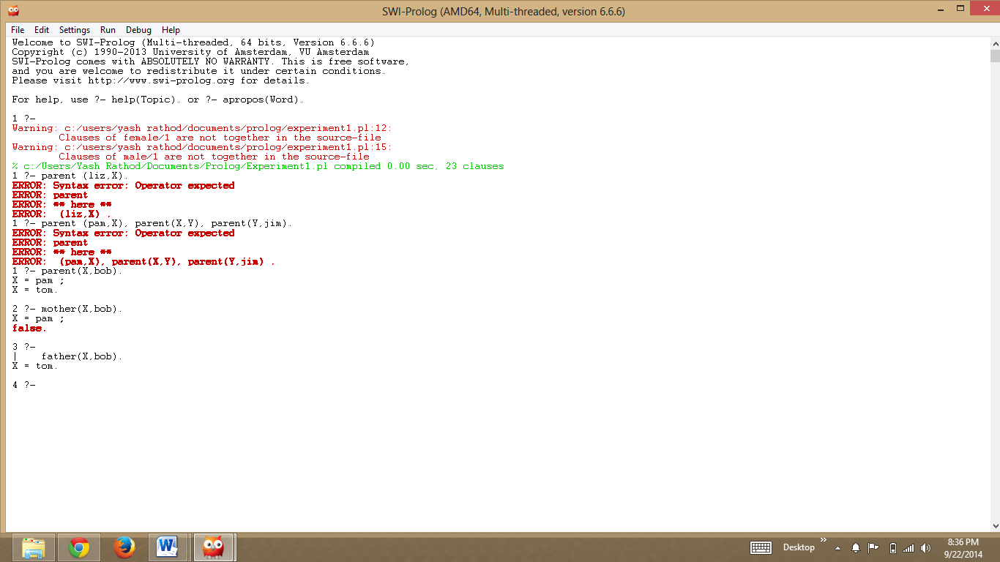 SWI-Prolog (AMD64, Multi-threaded, version 6.6.6)
File Edit Settings Run Debug Help
Welcome to SWI-Prolog (Multi-threaded, 64 bits, Version 6.6.6)
Copyright (c) 1990-2013 University of Amsterdam, VU Amsterdam
SWI-Prolog comes with ABSOLUTELY NO WARRANTY. This is free software,
and you are welcome to redistribute it under certain conditions.
Please visit http://www.swi-prolog.org for details.
For help, use ?- help(Topic). or ?- apropos(Word).
1 ?-
Warning: c:/users/yash rathod/documents/prolog/experiment1.pl:12:
Clauses of female/1 are not together in the source-file
Warning: c:/users/yash rathod/documents/prolog/experiment1.pl:15:
Clauses of male/1 are not together in the source-file
% c:/Users/Yash Rathod/Documents/Prolog/Experiment1.pl compiled 0.00 sec, 23 clauses
1 ?- parent (liz,X).
ERROR: Syntax error: Operator expected
ERROR: parent
ERROR: ** here **
ERROR:  (liz,X) .
1 ?- parent (pam,X), parent(X,Y), parent(Y,jim).
ERROR: Syntax error: Operator expected
ERROR: parent
ERROR: ** here **
ERROR:  (pam,X), parent(X,Y), parent(Y,jim) .
1 ?- parent(X,bob).
X = pam ;
X = tom.
2 ?- mother(X,bob).
X = pam ;
false.
3 ?-
|    father(X,bob).
X = tom.
4 ?-
Desktop
8:36 PM
9/22/2014